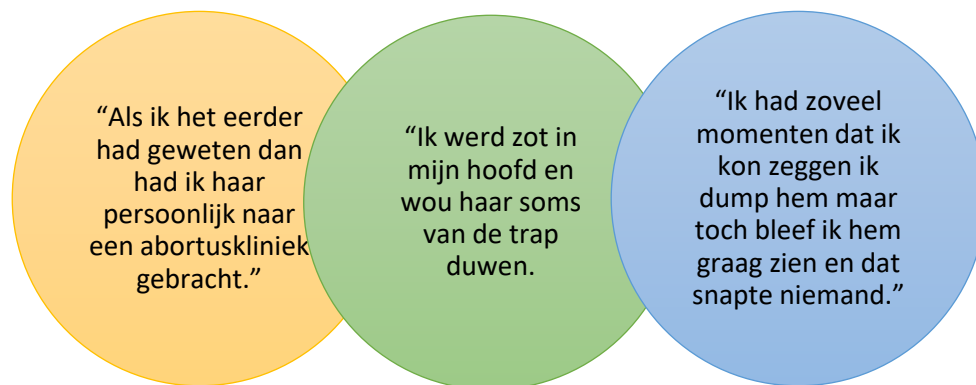 “Als ik het eerder
had geweten dan
had ik haar
persoonlijk naar
een abortuskliniek
gebracht.”
“Ik werd zot in
mijn hoofd en
wou haar soms
van de trap
duwen.
“Ik had zoveel
momenten dat ik
kon zeggen ik
dump hem maar
toch bleef ik hem
graag zien en dat
snapte niemand.”